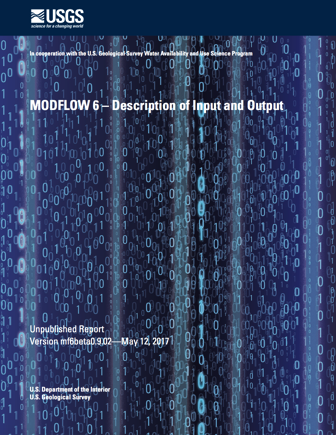 USGS
science for a changing world
In cooperation with the U.S. Geological Survey Water Availability and Use Science Program
MODFLOW 6 – Description of Input and Output
Unpublished Report
Version mf6beta0.9.02—May 12, 2017
U.S. Department of the Interior
U.S. Geological Survey